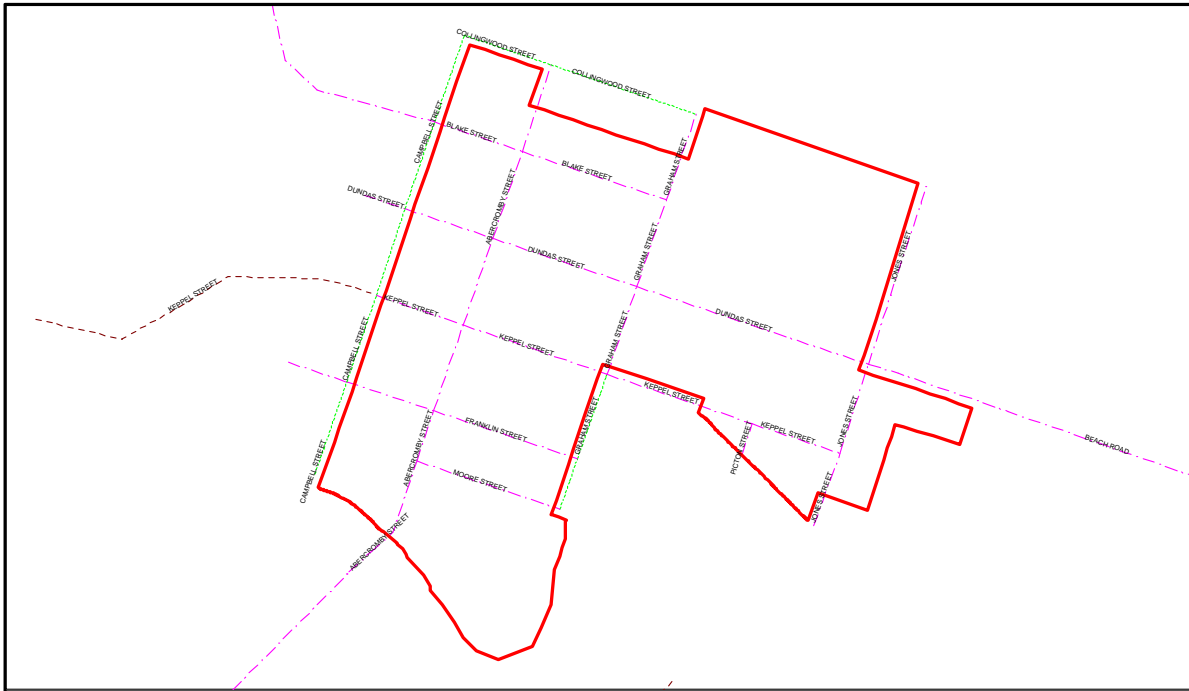 COLLINGWOOD STREET
COLLINGWOOD STREET
CAMPBELL STREET
BLAKE STREET
BLAKE STREET
GRAHAM STREET
DUNDAS STREET
ABERCROMBY STREET
DUNDAS STREET
GRAHAM STREET
JONES STREET
KEPPEL STREET
KEPPEL STREET
KEPPEL STREET
DUNDAS STREET
GRAHAM STREET
CAMPBELL STREET
KEPPEL STREET
KEPPEL STREET
JONES STREET
BEACH ROAD
FRANKLIN STREET
GRAHAM STREET
ABERCROMBY STREET
PICTON STREET
CAMPBELL STREET
MOORE STREET
JONES STREET
ABERCROMBY STREET